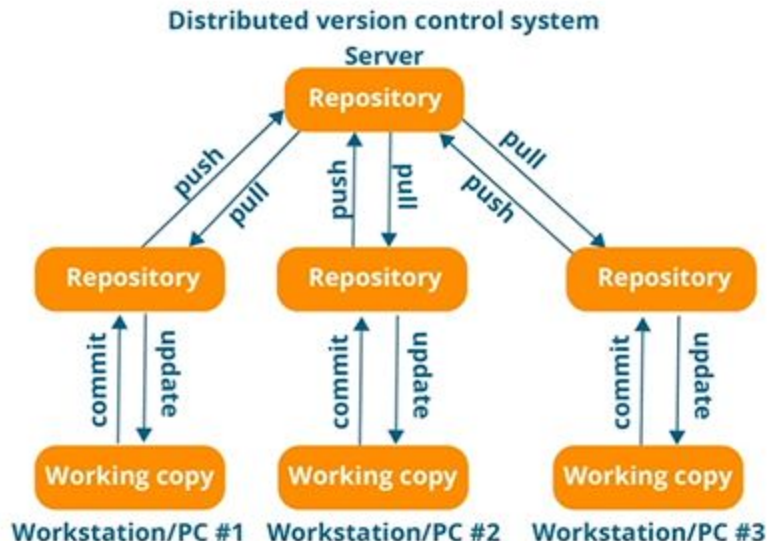 Distributed version control system
Server
Repository
push
pull
push
pull
pull
push
Repository
Repository
Repository
commit
update
commit
update
commit
update
Working copy
Working copy
Working copy
Workstation/PC #1
Workstation/PC #2
Workstation/PC #3